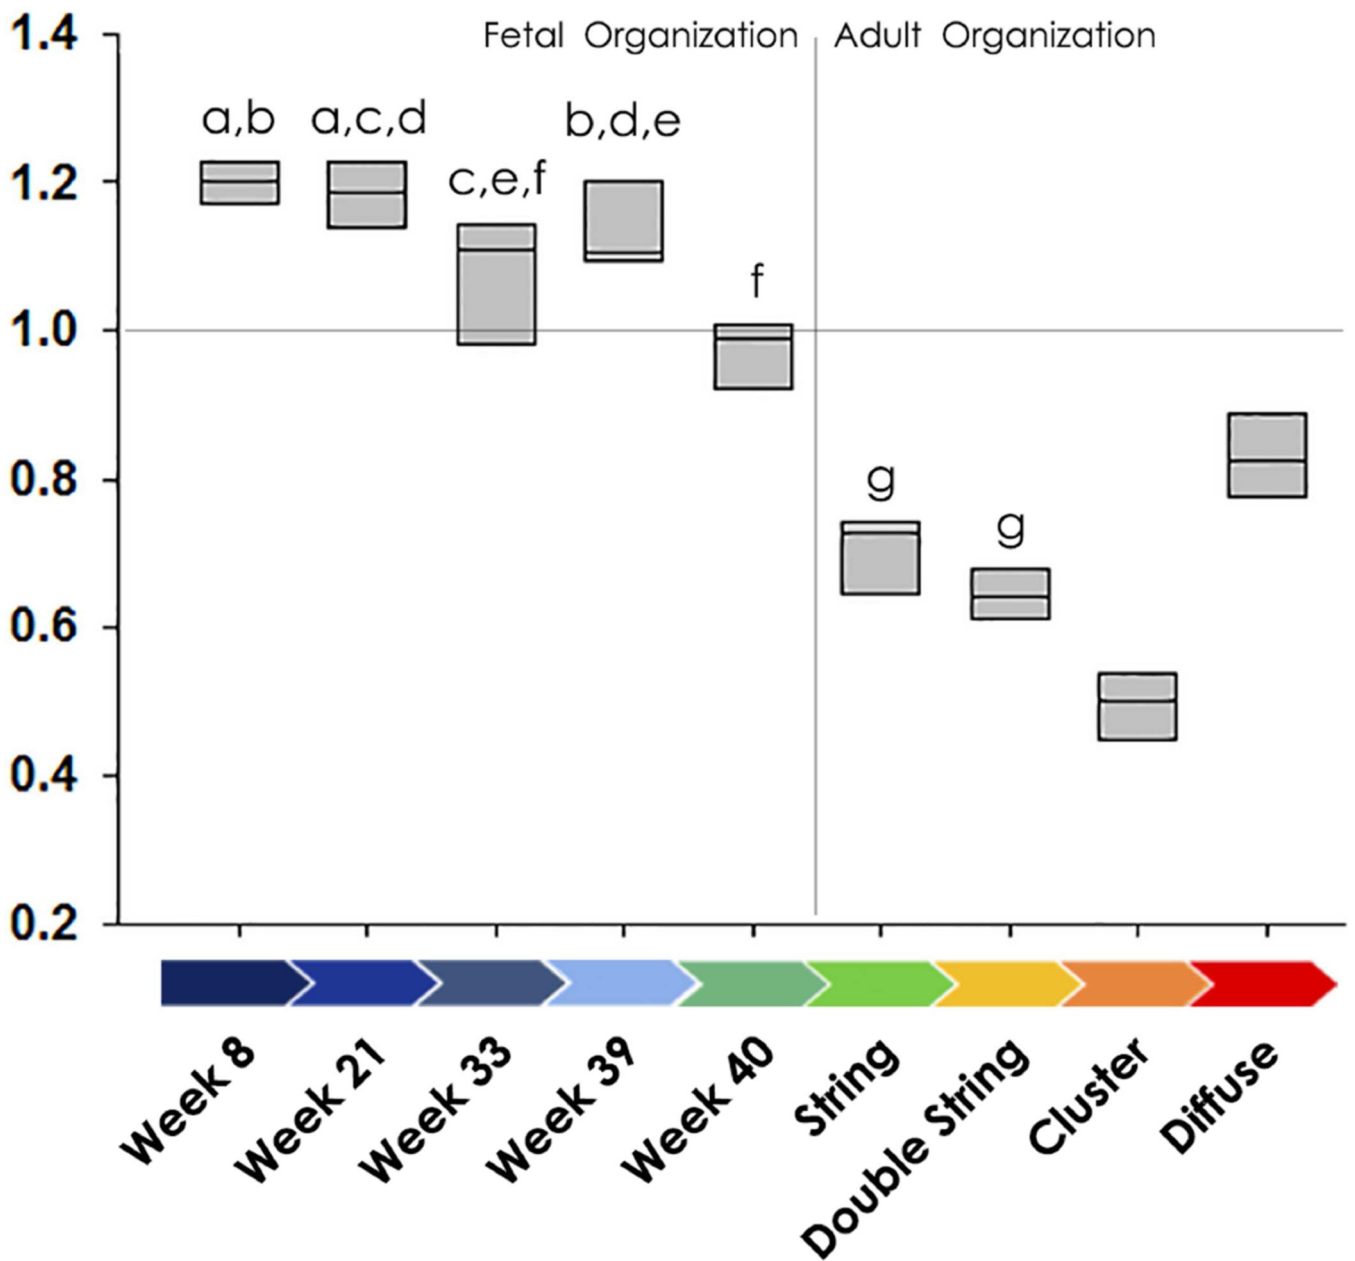 Fetal Organization
Adult Organization
1.4
1.2
1.0
0.8
0.6
0.4
0.2
a,b
a,c,d
c,e,f
b,d,e
f
g
g
Week 8
Week 21
Week 33
Week 39
Week 40
String
Double String
Cluster
Diffuse